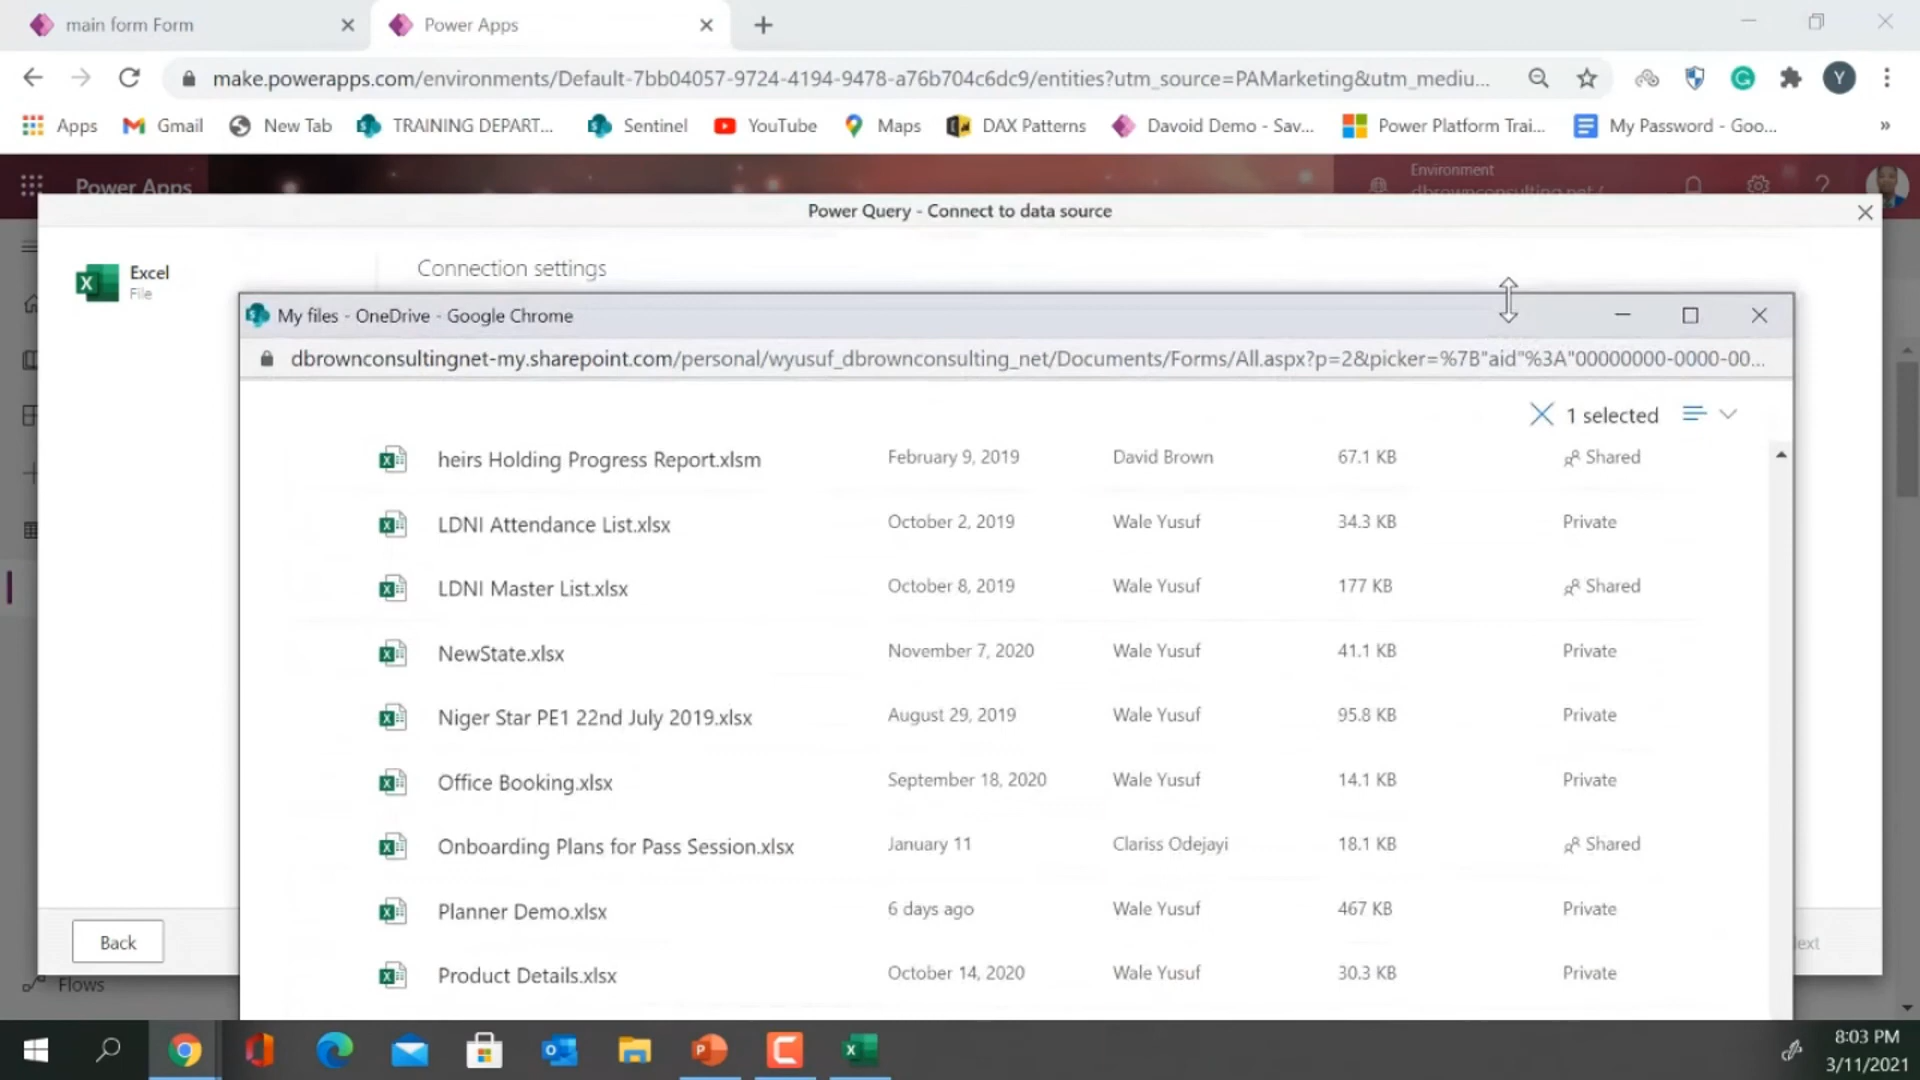 main form Form
Power Apps
make.powerapps.com/environments/Default-7bb04057-9724-4194-9478-a76b704c6dc9/entities?utm_source=PAMarketing&utm_mediu...
Y
Apps
Gmail
New Tab
TRAINING DEPART...
Sentinel
YouTube
Maps
DAX Patterns
Davoid Demo - Sav...
Power Platform Trai...
My Password - Goo...
»
Power Apps
Environment
dbrownconsulting.net (
Power Query - Connect to data source
Excel
File
Connection settings
My files - OneDrive - Google Chrome
dbrownconsultingnet-my.sharepoint.com/personal/wyusuf_dbrownconsulting_net/Documents/Forms/All.aspx?p=2&picker=%7B"aid"%3A"00000000-0000-00...
1 selected
heirs Holding Progress Report.xlsm February 9, 2019 David Brown 67.1 KB Shared
LDNI Attendance List.xlsx October 2, 2019 Wale Yusuf 34.3 KB Private
LDNI Master List.xlsx October 8, 2019 Wale Yusuf 177 KB Shared
NewState.xlsx November 7, 2020 Wale Yusuf 41.1 KB Private
Niger Star PE1 22nd July 2019.xlsx August 29, 2019 Wale Yusuf 95.8 KB Private
Office Booking.xlsx September 18, 2020 Wale Yusuf 14.1 KB Private
Onboarding Plans for Pass Session.xlsx January 11 Clariss Odejayi 18.1 KB Shared
Planner Demo.xlsx 6 days ago Wale Yusuf 467 KB Private
Product Details.xlsx October 14, 2020 Wale Yusuf 30.3 KB Private
Back
ext
Flows
8:03 PM
3/11/2021